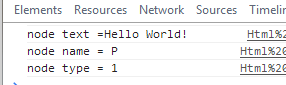 Elements Resources Network Sources Timelin
node text =Hello World! Html%2
node name = P Html%20
node type = 1 Html%20